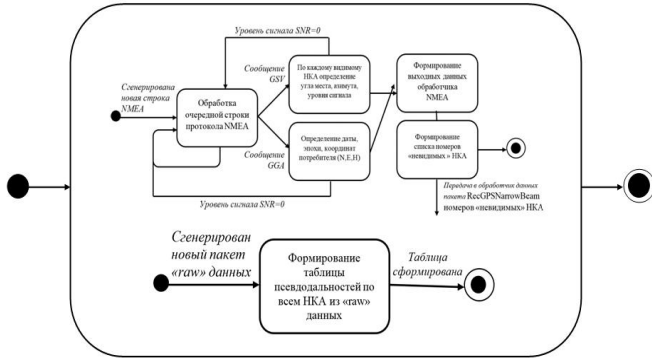 Уровень сигнала SNR=0
Сгенерирована
новая строка
NMEA
Обработка
очередной строки
протокола NMEA
Сообщение
GSV
По каждому видимому
НКА определение
угла места, азимута,
уровня сигнала
Формирование
выходных данных
обработчика
NMEA
Сообщение
GGA
Определение даты,
эпохи, координат
потребителя (N,E,H)
Формирование
списка номеров
«невидимых » НКА
Уровень сигнала SNR=0
Передача в обработчик данных
пакета RecGPSNarrowBeam
номеров «невидимых» НКА
Сгенерирован
новый пакет
«raw» данных
Формирование
таблицы
псевдодальностей по
всем НКА из «raw»
данных
Таблица
сформирована